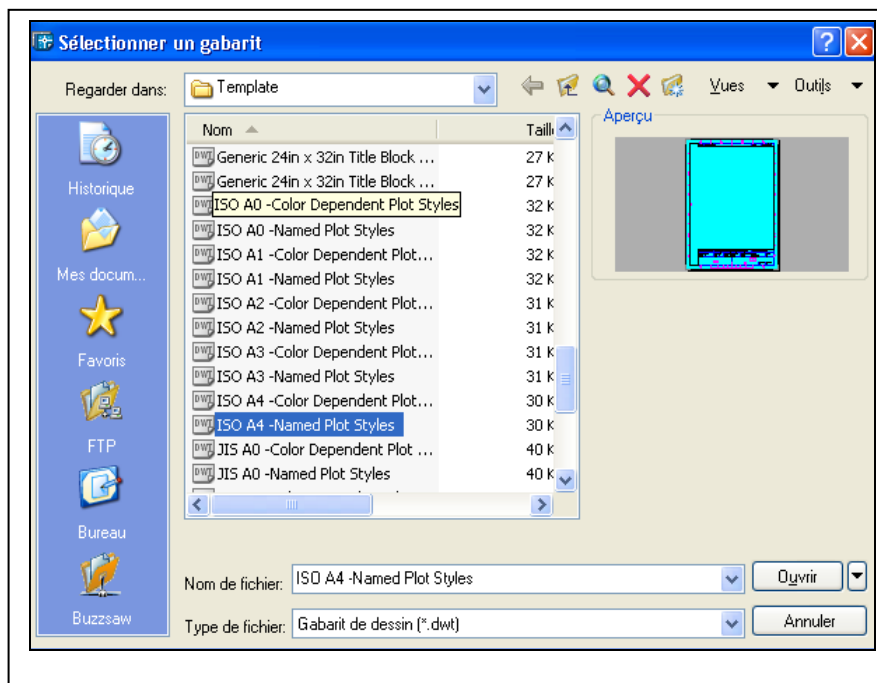 Sélectionner un gabarit
Regarder dans: Template Vues Outils
Nom Taill Aperçu
Generic 24in x 32in Title Block ... 27 K
Generic 24in x 32in Title Block ... 27 K
ISO A0 -Color Dependent Plot Styles 32 K
ISO A0 -Named Plot Styles 32 K
ISO A1 -Color Dependent Plot... 32 K
ISO A1 -Named Plot Styles 32 K
ISO A2 -Color Dependent Plot... 31 K
ISO A2 -Named Plot Styles 31 K
ISO A3 -Color Dependent Plot... 31 K
ISO A3 -Named Plot Styles 31 K
ISO A4 -Color Dependent Plot... 30 K
ISO A4 -Named Plot Styles 30 K
JIS A0 -Color Dependent Plot ... 40 K
JIS A0 -Named Plot Styles 40 K
Historique
Mes docum...
Favoris
FTP
Bureau
Buzzsaw
Nom de fichier: ISO A4 -Named Plot Styles Ouvrir
Type de fichier: Gabarit de dessin (*.dwt) Annuler